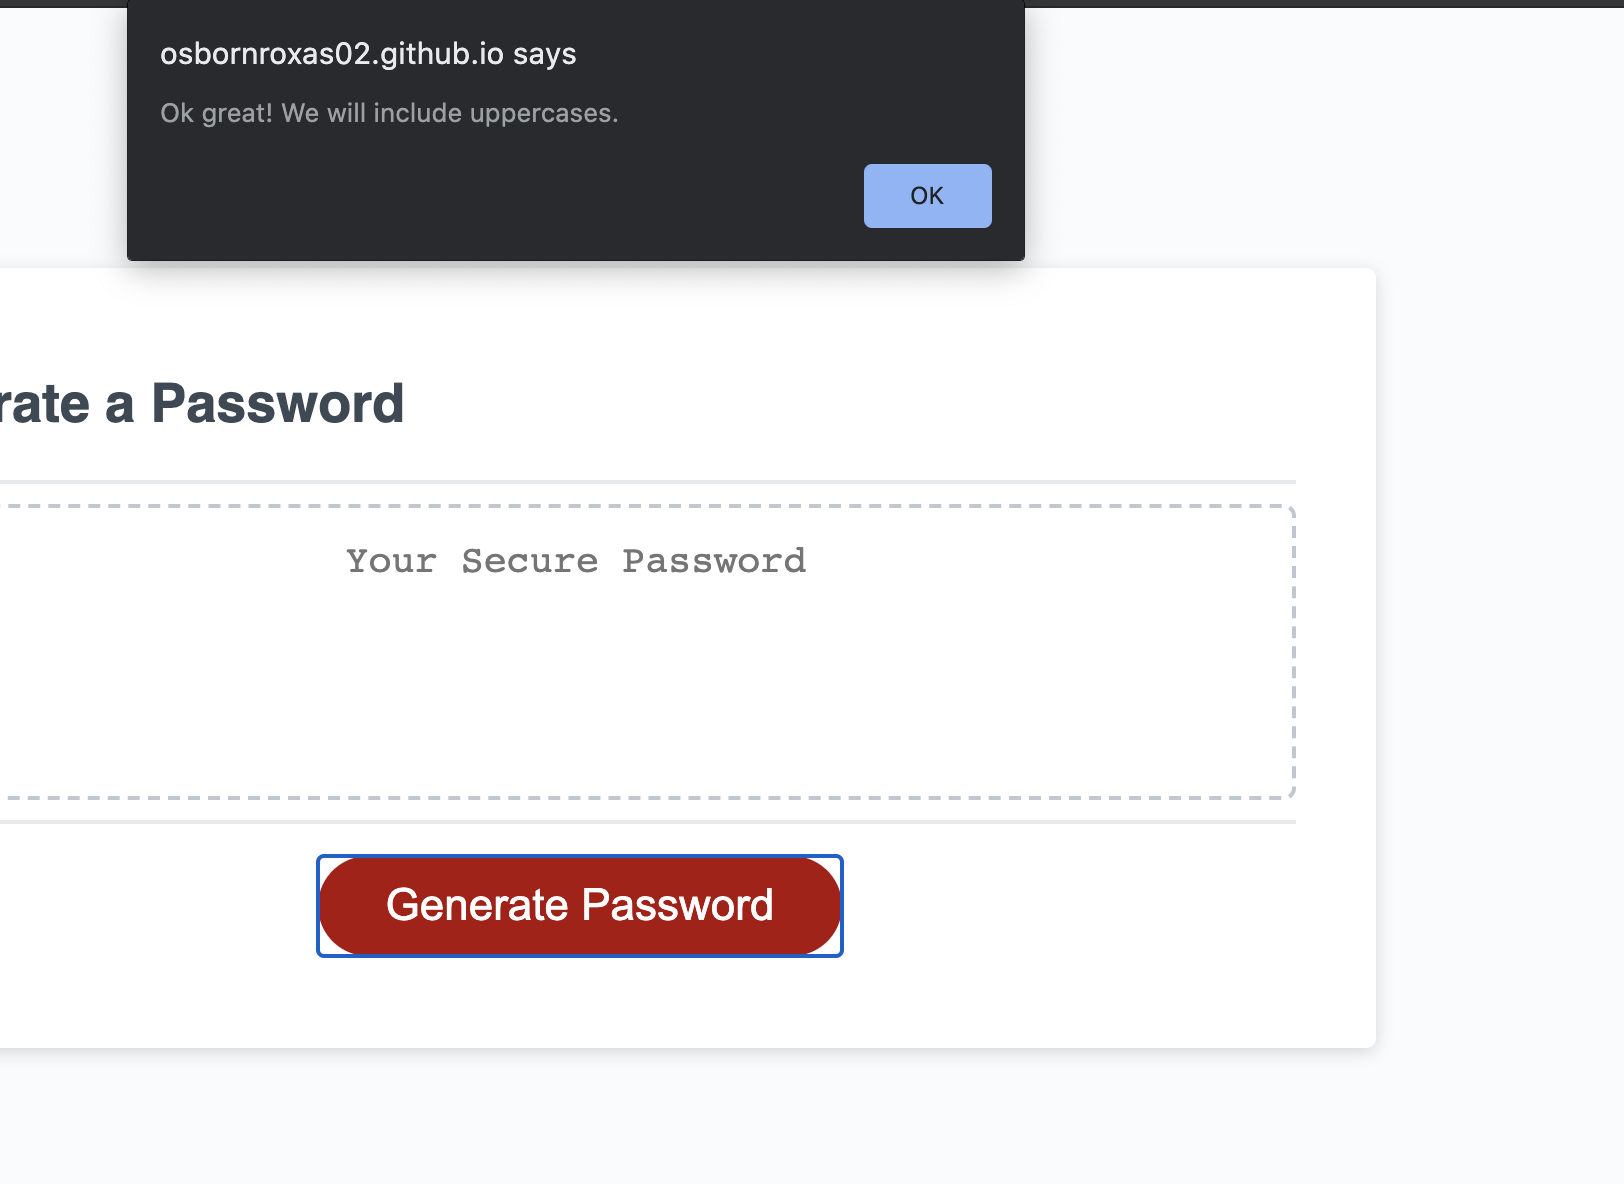 osbornroxas02.github.io says
Ok great! We will include uppercases.
OK
rate a Password
Your Secure Password
Generate Password